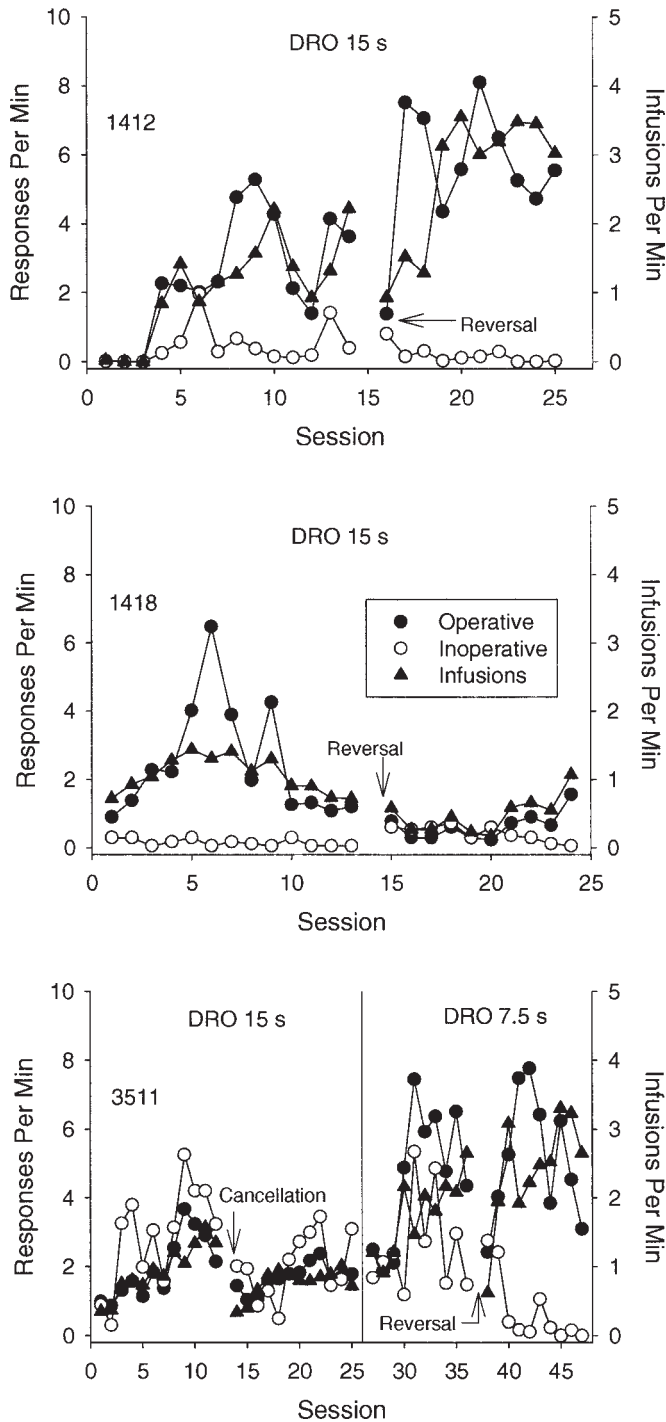 DRO 15 s
1412
10
8
6
4
2
0
Responses Per Min
5
4
3
2
1
0
Infusions Per Min
Reversal
0 5 10 15 20 25
Session
DRO 15 s
1418
10
8
6
4
2
0
Responses Per Min
5
4
3
2
1
0
Infusions Per Min
Operative
Inoperative
Infusions
Reversal
0 5 10 15 20 25
Session
DRO 15 s
DRO 7.5 s
3511
10
8
6
4
2
0
Responses Per Min
5
4
3
2
1
0
Infusions Per Min
Cancellation
Reversal
0 5 10 15 20 25 30 35 40 45
Session